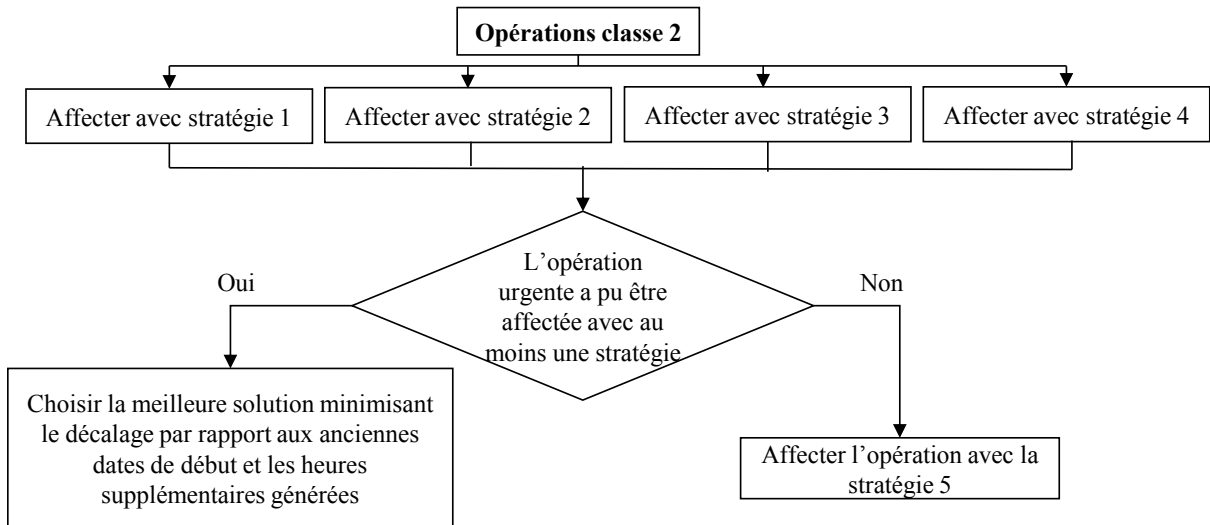 Opérations classe 2
Affecter avec stratégie 1
Affecter avec stratégie 2
Affecter avec stratégie 3
Affecter avec stratégie 4
L’opération
urgente a pu être
affectée avec au
moins une stratégie
Oui
Non
Choisir la meilleure solution minimisant
le décalage par rapport aux anciennes
dates de début et les heures
supplémentaires générées
Affecter l’opération avec la
stratégie 5